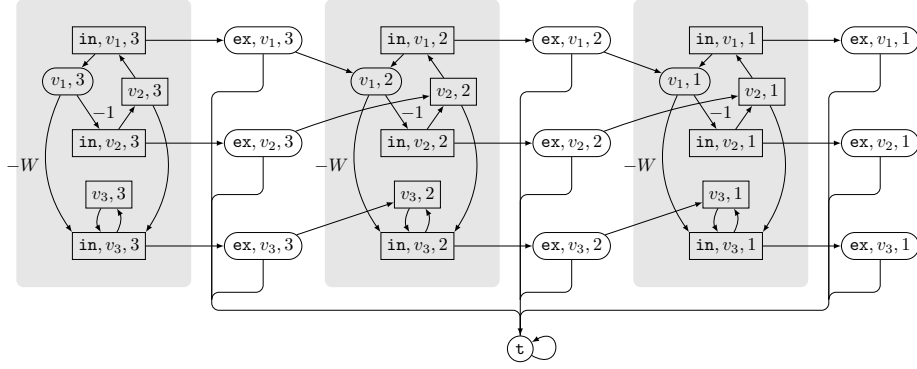 in, v₁, 3
ex, v₁, 3
in, v₁, 2
ex, v₁, 2
in, v₁, 1
ex, v₁, 1
v₁, 3
v₂, 3
v₁, 2
v₂, 2
v₁, 1
v₂, 1
−1
−1
−1
in, v₂, 3
ex, v₂, 3
in, v₂, 2
ex, v₂, 2
in, v₂, 1
ex, v₂, 1
−W
−W
−W
v₃, 3
v₃, 2
v₃, 1
in, v₃, 3
ex, v₃, 3
in, v₃, 2
ex, v₃, 2
in, v₃, 1
ex, v₃, 1
t